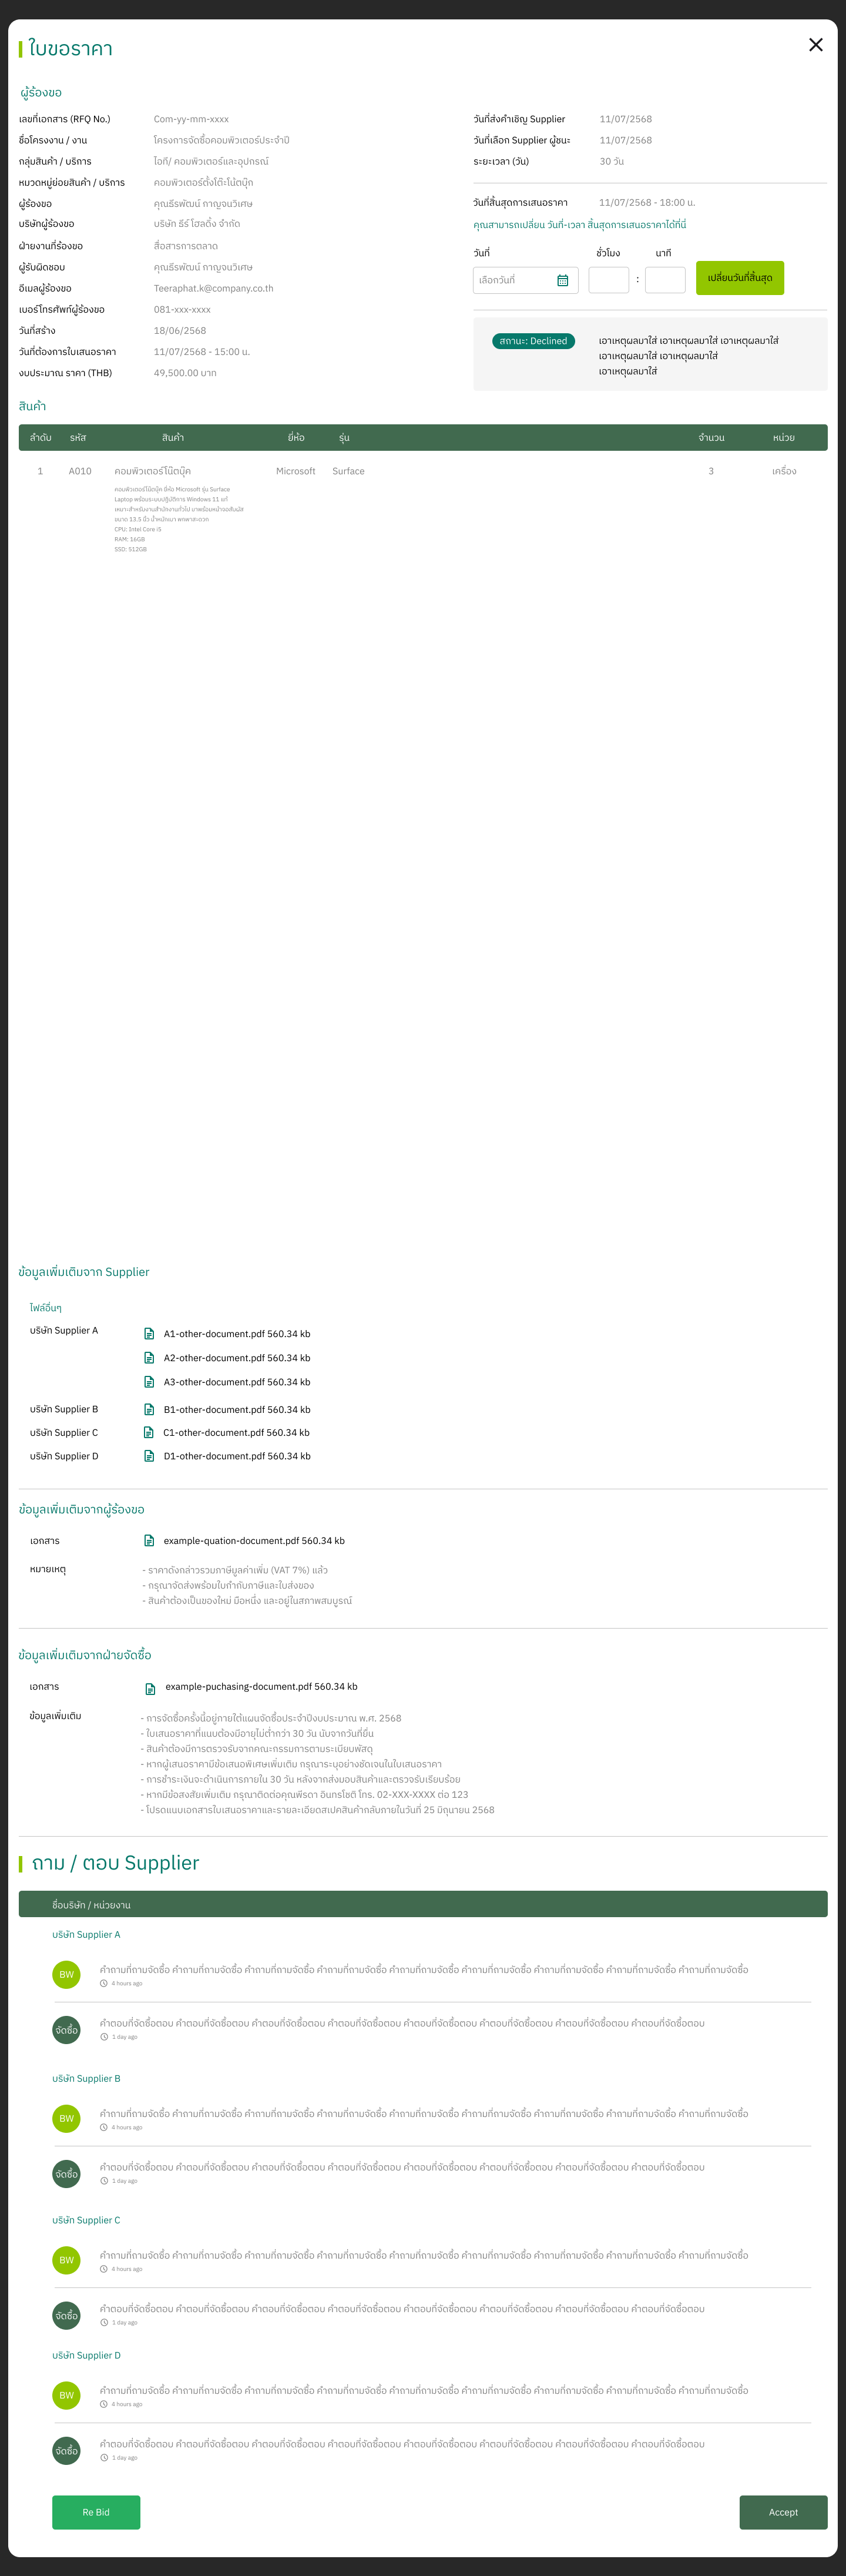 ใบขอราคา
ผู้ร้องขอ
เลขที่เอกสาร (RFQ No.) Com-yy-mm-xxxx
ชื่อโครงงาน / งาน โครงการจัดซื้อคอมพิวเตอร์ประจำปี
กลุ่มสินค้า / บริการ ไอที/ คอมพิวเตอร์และอุปกรณ์
หมวดหมู่ย่อยสินค้า / บริการ คอมพิวเตอร์ตั้งโต๊ะโน้ตบุ๊ก
ผู้ร้องขอ คุณธีรพัฒน์ กาญจนวิเศษ
บริษัทผู้ร้องขอ บริษัท ธีร์ โฮลดิ้ง จำกัด
ฝ่ายงานที่ร้องขอ สื่อสารการตลาด
ผู้รับผิดชอบ คุณธีรพัฒน์ กาญจนวิเศษ
อีเมลผู้ร้องขอ Teeraphat.k@company.co.th
เบอร์โทรศัพท์ผู้ร้องขอ 081-xxx-xxxx
วันที่สร้าง 18/06/2568
วันที่ต้องการใบเสนอราคา 11/07/2568 - 15:00 น.
งบประมาณ ราคา (THB) 49,500.00 บาท
วันที่ส่งคำเชิญ Supplier 11/07/2568
วันที่เลือก Supplier ผู้ชนะ 11/07/2568
ระยะเวลา (วัน) 30 วัน
วันที่สิ้นสุดการเสนอราคา 11/07/2568 - 18:00 น.
คุณสามารถเปลี่ยน วันที่-เวลา สิ้นสุดการเสนอราคาได้ที่นี่
วันที่ ชั่วโมง นาที
เลือกวันที่ : เปลี่ยนวันที่สิ้นสุด
สถานะ: Declined เอาเหตุผลมาใส่ เอาเหตุผลมาใส่ เอาเหตุผลมาใส่
เอาเหตุผลมาใส่ เอาเหตุผลมาใส่
เอาเหตุผลมาใส่
สินค้า
ลำดับ รหัส สินค้า ยี่ห้อ รุ่น จำนวน หน่วย
1 A010 คอมพิวเตอร์โน๊ตบุ๊ค Microsoft Surface 3 เครื่อง
คอมพิวเตอร์โน๊ตบุ๊ค ยี่ห้อ Microsoft รุ่น Surface
Laptop พร้อมระบบปฏิบัติการ Windows 11 แท้
เหมาะสำหรับงานสำนักงานทั่วไป มาพร้อมหน้าจอสัมผัส
ขนาด 13.5 นิ้ว น้ำหนักเบา พกพาสะดวก
CPU: Intel Core i5
RAM: 16GB
SSD: 512GB
ข้อมูลเพิ่มเติมจาก Supplier
ไฟล์อื่นๆ
บริษัท Supplier A A1-other-document.pdf 560.34 kb
A2-other-document.pdf 560.34 kb
A3-other-document.pdf 560.34 kb
บริษัท Supplier B B1-other-document.pdf 560.34 kb
บริษัท Supplier C C1-other-document.pdf 560.34 kb
บริษัท Supplier D D1-other-document.pdf 560.34 kb
ข้อมูลเพิ่มเติมจากผู้ร้องขอ
เอกสาร example-quation-document.pdf 560.34 kb
หมายเหตุ - ราคาดังกล่าวรวมภาษีมูลค่าเพิ่ม (VAT 7%) แล้ว
- กรุณาจัดส่งพร้อมใบกำกับภาษีและใบส่งของ
- สินค้าต้องเป็นของใหม่ มือหนึ่ง และอยู่ในสภาพสมบูรณ์
ข้อมูลเพิ่มเติมจากฝ่ายจัดซื้อ
เอกสาร example-puchasing-document.pdf 560.34 kb
ข้อมูลเพิ่มเติม - การจัดซื้อครั้งนี้อยู่ภายใต้แผนจัดซื้อประจำปีงบประมาณ พ.ศ. 2568
- ใบเสนอราคาที่แนบต้องมีอายุไม่ต่ำกว่า 30 วัน นับจากวันที่ยื่น
- สินค้าต้องมีการตรวจรับจากคณะกรรมการตามระเบียบพัสดุ
- หากผู้เสนอราคามีข้อเสนอพิเศษเพิ่มเติม กรุณาระบุอย่างชัดเจนในใบเสนอราคา
- การชำระเงินจะดำเนินการภายใน 30 วัน หลังจากส่งมอบสินค้าและตรวจรับเรียบร้อย
- หากมีข้อสงสัยเพิ่มเติม กรุณาติดต่อคุณพีรดา อินทรโชติ โทร. 02-XXX-XXXX ต่อ 123
- โปรดแนบเอกสารใบเสนอราคาและรายละเอียดสเปคสินค้ากลับภายในวันที่ 25 มิถุนายน 2568
ถาม / ตอบ Supplier
ชื่อบริษัท / หน่วยงาน
บริษัท Supplier A
BW คำถามที่ถามจัดซื้อ คำถามที่ถามจัดซื้อ คำถามที่ถามจัดซื้อ คำถามที่ถามจัดซื้อ คำถามที่ถามจัดซื้อ คำถามที่ถามจัดซื้อ คำถามที่ถามจัดซื้อ คำถามที่ถามจัดซื้อ คำถามที่ถามจัดซื้อ
4 hours ago
จัดซื้อ คำตอบที่จัดซื้อตอบ คำตอบที่จัดซื้อตอบ คำตอบที่จัดซื้อตอบ คำตอบที่จัดซื้อตอบ คำตอบที่จัดซื้อตอบ คำตอบที่จัดซื้อตอบ คำตอบที่จัดซื้อตอบ คำตอบที่จัดซื้อตอบ
1 day ago
บริษัท Supplier B
BW คำถามที่ถามจัดซื้อ คำถามที่ถามจัดซื้อ คำถามที่ถามจัดซื้อ คำถามที่ถามจัดซื้อ คำถามที่ถามจัดซื้อ คำถามที่ถามจัดซื้อ คำถามที่ถามจัดซื้อ คำถามที่ถามจัดซื้อ คำถามที่ถามจัดซื้อ
4 hours ago
จัดซื้อ คำตอบที่จัดซื้อตอบ คำตอบที่จัดซื้อตอบ คำตอบที่จัดซื้อตอบ คำตอบที่จัดซื้อตอบ คำตอบที่จัดซื้อตอบ คำตอบที่จัดซื้อตอบ คำตอบที่จัดซื้อตอบ คำตอบที่จัดซื้อตอบ
1 day ago
บริษัท Supplier C
BW คำถามที่ถามจัดซื้อ คำถามที่ถามจัดซื้อ คำถามที่ถามจัดซื้อ คำถามที่ถามจัดซื้อ คำถามที่ถามจัดซื้อ คำถามที่ถามจัดซื้อ คำถามที่ถามจัดซื้อ คำถามที่ถามจัดซื้อ คำถามที่ถามจัดซื้อ
4 hours ago
จัดซื้อ คำตอบที่จัดซื้อตอบ คำตอบที่จัดซื้อตอบ คำตอบที่จัดซื้อตอบ คำตอบที่จัดซื้อตอบ คำตอบที่จัดซื้อตอบ คำตอบที่จัดซื้อตอบ คำตอบที่จัดซื้อตอบ คำตอบที่จัดซื้อตอบ
1 day ago
บริษัท Supplier D
BW คำถามที่ถามจัดซื้อ คำถามที่ถามจัดซื้อ คำถามที่ถามจัดซื้อ คำถามที่ถามจัดซื้อ คำถามที่ถามจัดซื้อ คำถามที่ถามจัดซื้อ คำถามที่ถามจัดซื้อ คำถามที่ถามจัดซื้อ คำถามที่ถามจัดซื้อ
4 hours ago
จัดซื้อ คำตอบที่จัดซื้อตอบ คำตอบที่จัดซื้อตอบ คำตอบที่จัดซื้อตอบ คำตอบที่จัดซื้อตอบ คำตอบที่จัดซื้อตอบ คำตอบที่จัดซื้อตอบ คำตอบที่จัดซื้อตอบ คำตอบที่จัดซื้อตอบ
1 day ago
Re Bid Accept